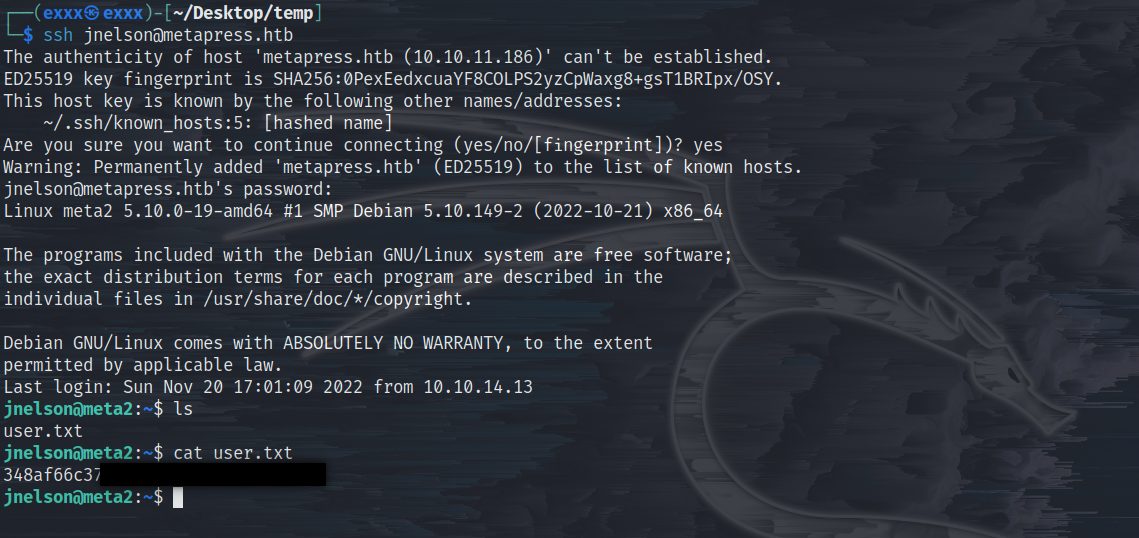 ┌──(exxx㉿exxx)-[~/Desktop/temp]
└─$ ssh jnelson@metapress.htb
The authenticity of host 'metapress.htb (10.10.11.186)' can't be established.
ED25519 key fingerprint is SHA256:0PexEedxcuaYF8COLPS2yzCpWaxg8+gsT1BRIpx/OSY.
This host key is known by the following other names/addresses:
    ~/.ssh/known_hosts:5: [hashed name]
Are you sure you want to continue connecting (yes/no/[fingerprint])? yes
Warning: Permanently added 'metapress.htb' (ED25519) to the list of known hosts.
jnelson@metapress.htb's password:
Linux meta2 5.10.0-19-amd64 #1 SMP Debian 5.10.149-2 (2022-10-21) x86_64
The programs included with the Debian GNU/Linux system are free software;
the exact distribution terms for each program are described in the
individual files in /usr/share/doc/*/copyright.
Debian GNU/Linux comes with ABSOLUTELY NO WARRANTY, to the extent
permitted by applicable law.
Last login: Sun Nov 20 17:01:09 2022 from 10.10.14.13
jnelson@meta2:~$ ls
user.txt
jnelson@meta2:~$ cat user.txt
348af66c37
jnelson@meta2:~$